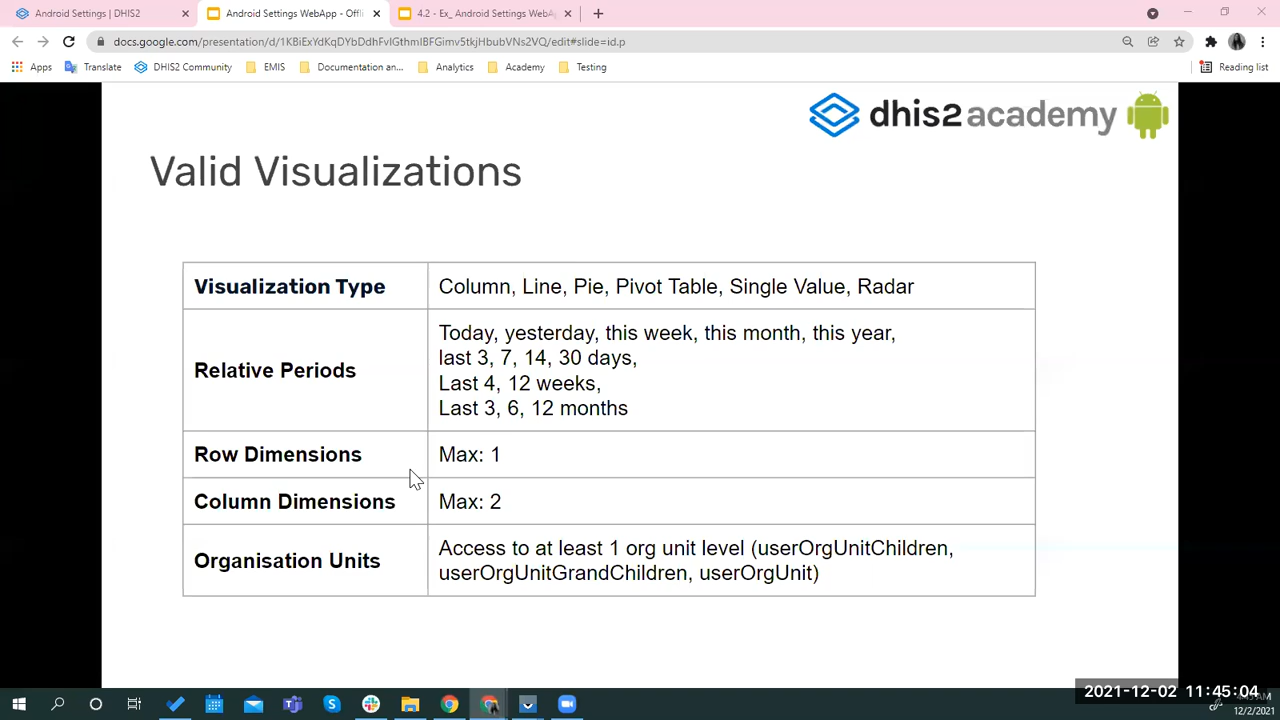 Android Settings | DHIS2
Android Settings WebApp - Offli
4.2 - Ex_ Android Settings WebA
docs.google.com/presentation/d/1KBiExYdKqDYbDdhFvIGthmIBFGimv5tkjHbubVNs2VQ/edit#slide=id.p
Apps
Translate
DHIS2 Community
EMIS
Documentation an...
Analytics
Academy
Testing
Reading list
dhis2 academy
Valid Visualizations
Visualization Type
Column, Line, Pie, Pivot Table, Single Value, Radar
Relative Periods
Today, yesterday, this week, this month, this year,
last 3, 7, 14, 30 days,
Last 4, 12 weeks,
Last 3, 6, 12 months
Row Dimensions
Max: 1
Column Dimensions
Max: 2
Organisation Units
Access to at least 1 org unit level (userOrgUnitChildren,
userOrgUnitGrandChildren, userOrgUnit)
2021-12-02 11:45:04
12/2/2021